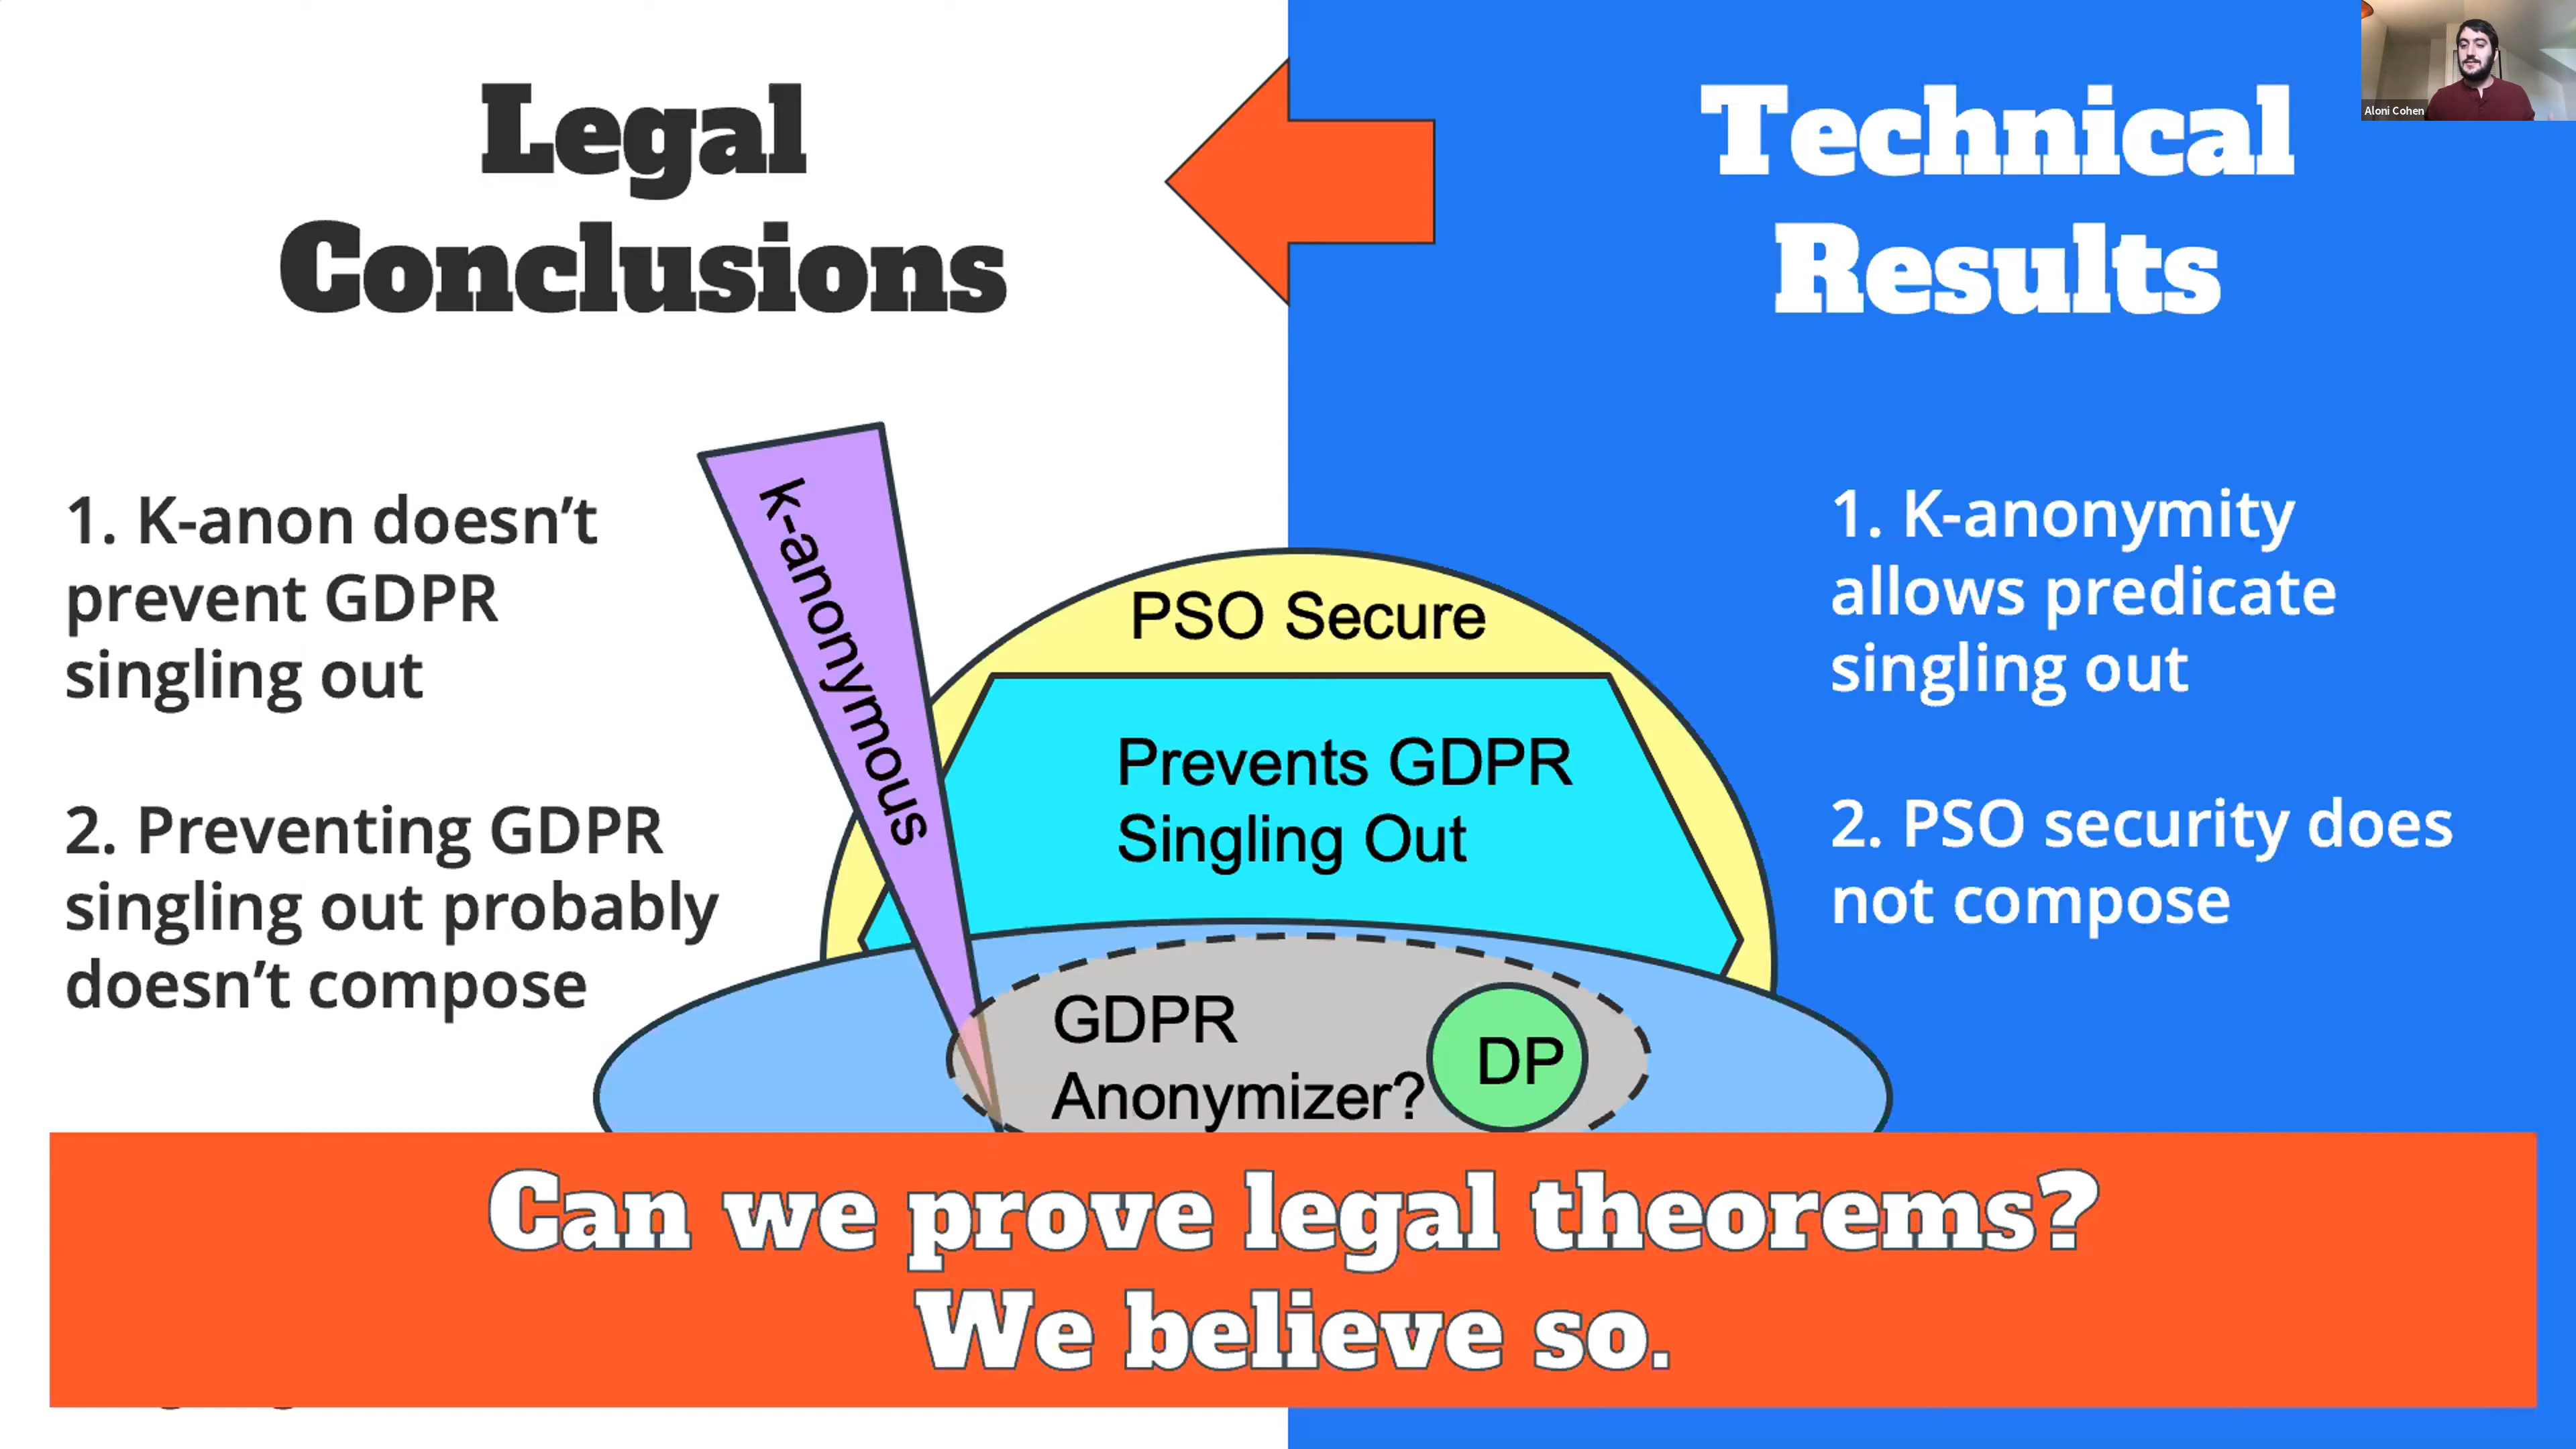 Legal
Conclusions
Technical
Results
Aloni Cohen
1. K-anon doesn’t
prevent GDPR
singling out
2. Preventing GDPR
singling out probably
doesn’t compose
K-anonymous
PSO Secure
Prevents GDPR
Singling Out
GDPR
Anonymizer?
DP
1. K-anonymity
allows predicate
singling out
2. PSO security does
not compose
Can we prove legal theorems?
We believe so.